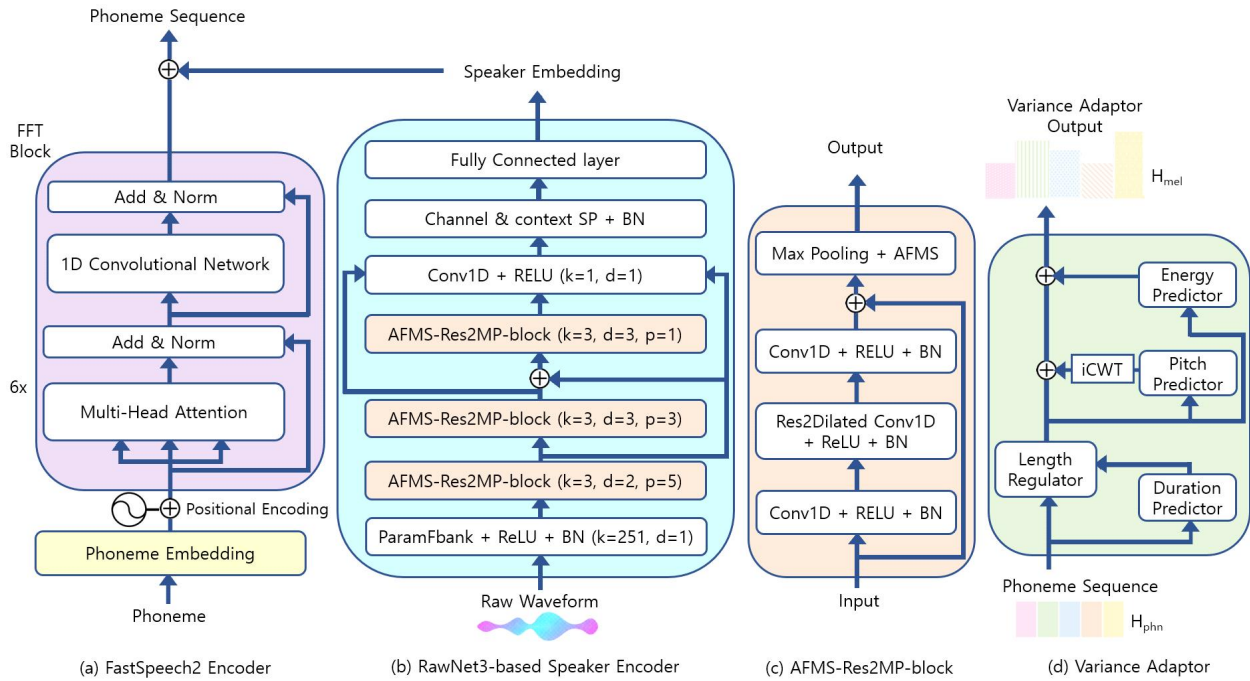 Phoneme Sequence
FFT
Block
Add & Norm
1D Convolutional Network
Add & Norm
6x
Multi-Head Attention
Positional Encoding
Phoneme Embedding
Phoneme
(a) FastSpeech2 Encoder
Speaker Embedding
Fully Connected layer
Channel & context SP + BN
Conv1D + RELU (k=1, d=1)
AFMS-Res2MP-block (k=3, d=3, p=1)
AFMS-Res2MP-block (k=3, d=3, p=3)
AFMS-Res2MP-block (k=3, d=2, p=5)
ParamFbank + ReLU + BN (k=251, d=1)
Raw Waveform
(b) RawNet3-based Speaker Encoder
Output
Max Pooling + AFMS
Conv1D + RELU + BN
Res2Dilated Conv1D
+ ReLU + BN
Conv1D + RELU + BN
Input
(c) AFMS-Res2MP-block
Variance Adaptor
Output
Hmel
Energy
Predictor
iCWT
Pitch
Predictor
Length
Regulator
Duration
Predictor
Phoneme Sequence
Hphn
(d) Variance Adaptor